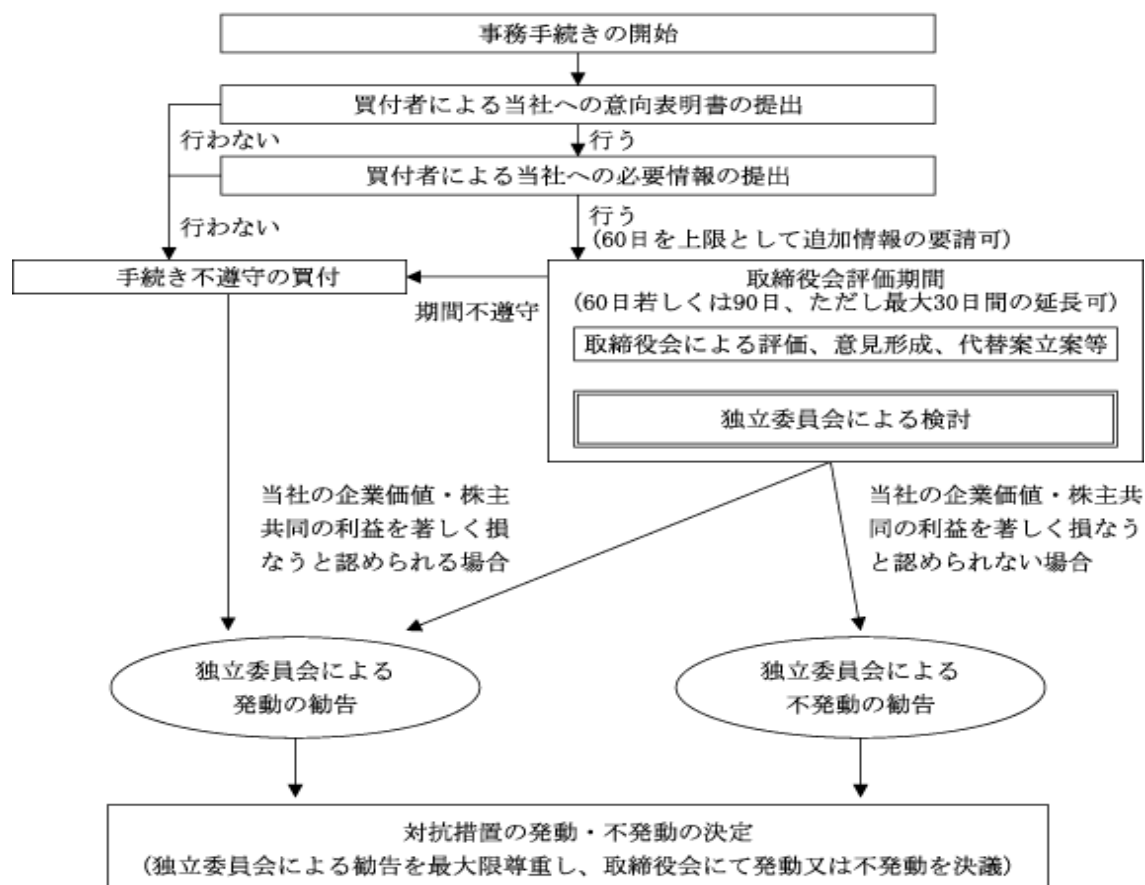 事務手続きの開始
買付者による当社への意向表明書の提出
行わない
行う
買付者による当社への必要情報の提出
行わない
行う
(60日を上限として追加情報の要請可)
手続き不遵守の買付
期間不遵守
取締役会評価期間
(60日若しくは90日、ただし最大30日間の延長可)
取締役会による評価、意見形成、代替案立案等
独立委員会による検討
当社の企業価値・株主
共同の利益を著しく損
なうと認められる場合
当社の企業価値・株主共
同の利益を著しく損なう
と認められない場合
独立委員会による
発動の勧告
独立委員会による
不発動の勧告
対抗措置の発動・不発動の決定
(独立委員会による勧告を最大限尊重し、取締役会にて発動又は不発動を決議)